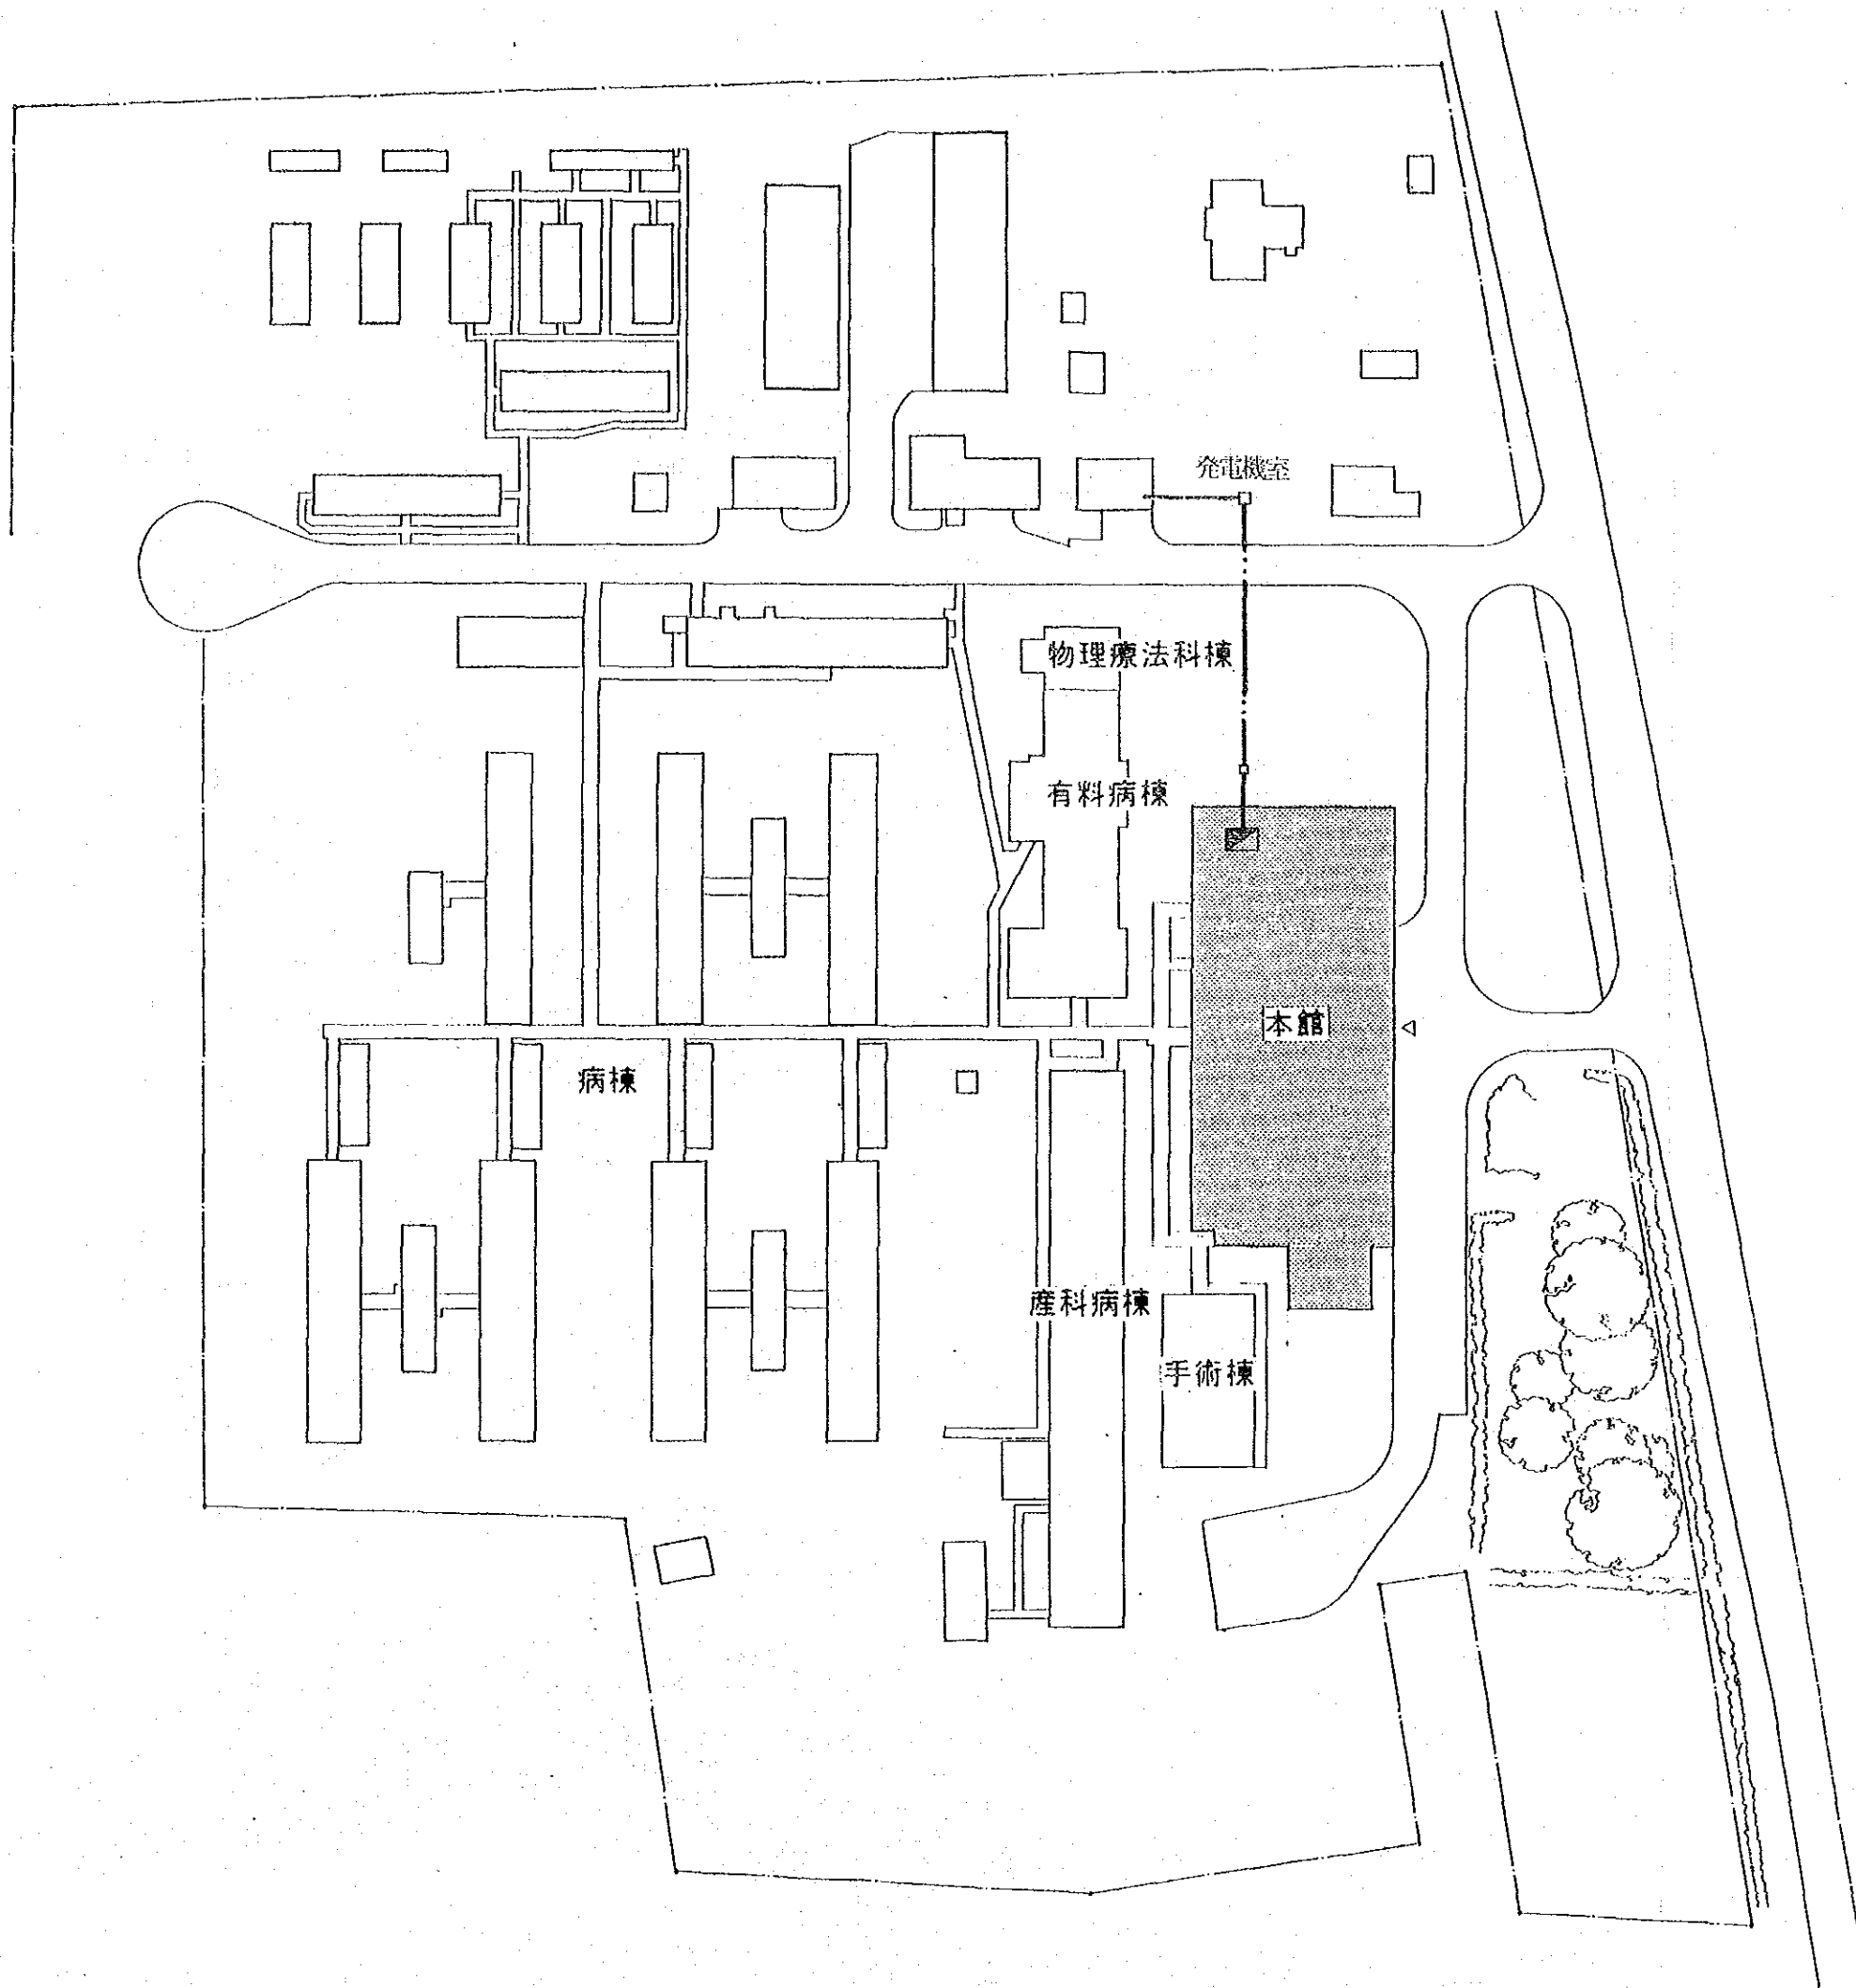 発電機室
物理療法科棟
有料病棟
本館
病棟
産科病棟
手術棟